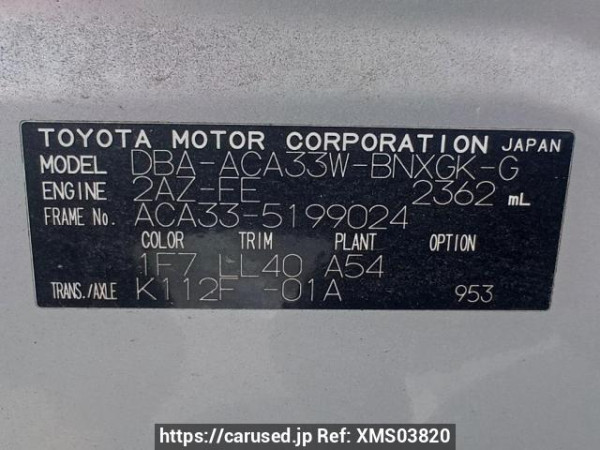 TOYOTA MOTOR CORPORATION JAPAN
MODEL DBA-ACA33W-BNXGK-G
ENGINE 2AZ-FE 2362 mL
FRAME No. ACA33-5199024
COLOR TRIM PLANT OPTION
1F7 LL40 A54
TRANS./AXLE K112F -01A 953
https://carused.jp Ref: XMS03820